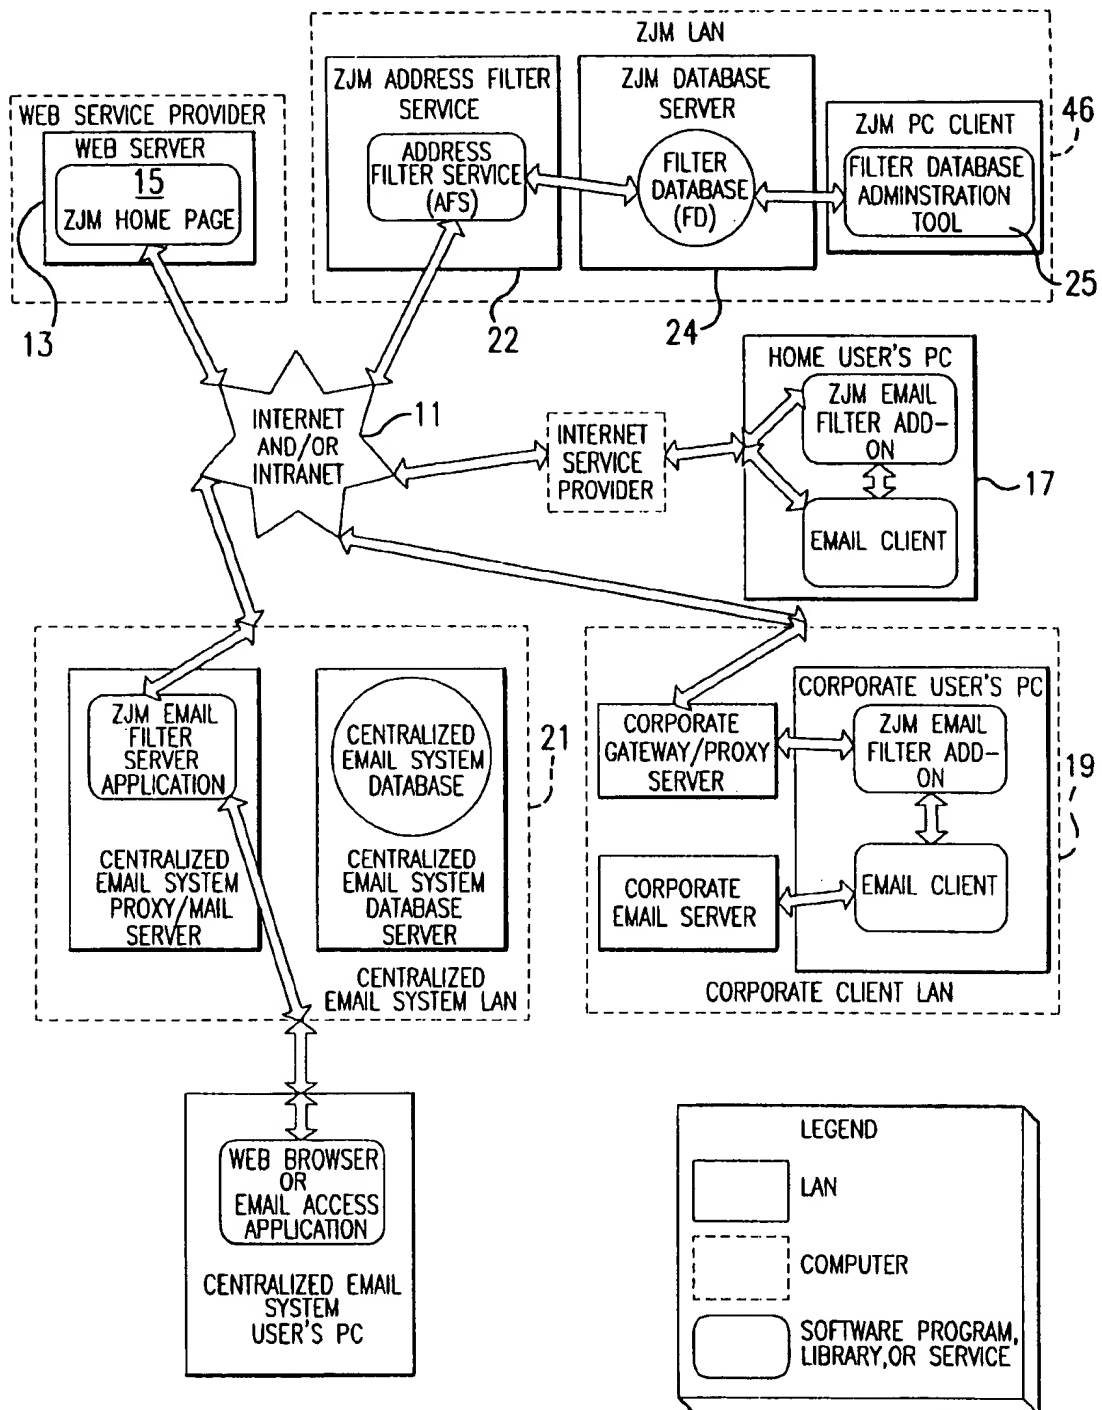 ZJM LAN
ZJM ADDRESS FILTER
SERVICE
ADDRESS
FILTER SERVICE
(AFS)
22
ZJM DATABASE
SERVER
FILTER
DATABASE
(FD)
24
ZJM PC CLIENT
FILTER DATABASE
ADMINSTRATION
TOOL
25
46
WEB SERVICE PROVIDER
WEB SERVER
15
ZJM HOME PAGE
13
INTERNET
AND/OR
INTRANET
11
INTERNET
SERVICE
PROVIDER
HOME USER'S PC
ZJM EMAIL
FILTER ADD-
ON
EMAIL CLIENT
17
ZJM EMAIL
FILTER
SERVER
APPLICATION
CENTRALIZED
EMAIL SYSTEM
PROXY/MAIL
SERVER
CENTRALIZED
EMAIL SYSTEM
DATABASE
CENTRALIZED
EMAIL SYSTEM
DATABASE
SERVER
CENTRALIZED
EMAIL SYSTEM LAN
21
CORPORATE
GATEWAY/PROXY
SERVER
CORPORATE
EMAIL SERVER
CORPORATE USER'S PC
ZJM EMAIL
FILTER ADD-
ON
EMAIL CLIENT
CORPORATE CLIENT LAN
19
WEB BROWSER
OR
EMAIL ACCESS
APPLICATION
CENTRALIZED EMAIL
SYSTEM
USER'S PC
LEGEND
LAN
COMPUTER
SOFTWARE PROGRAM,
LIBRARY,OR SERVICE